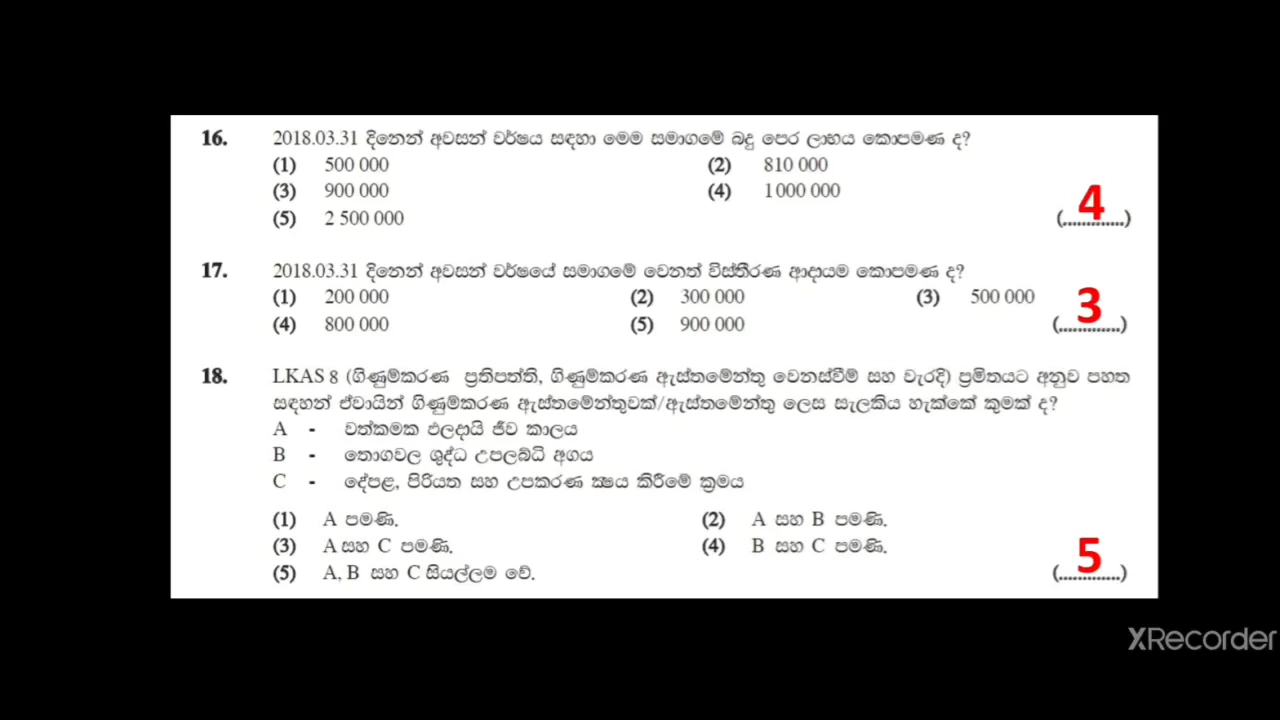 16. 2018.03.31 දිනෙන් අවසන් වර්ෂය සඳහා මෙම සමාගමේ බදු පෙර ලාභය කොපමණ ද?
(1) 500 000 (2) 810 000
(3) 900 000 (4) 1 000 000
(5) 2 500 000 (.............) 4
17. 2018.03.31 දිනෙන් අවසන් වර්ෂයේ සමාගමේ වෙනත් විස්තීරණ ආදායම කොපමණ ද?
(1) 200 000 (2) 300 000 (3) 500 000
(4) 800 000 (5) 900 000 (.............) 3
18. LKAS 8 (ගිණුම්කරණ ප්‍රතිපත්ති, ගිණුම්කරණ ඇස්තමේන්තු වෙනස්වීම් සහ වැරදි) ප්‍රමිතයට අනුව පහත
සඳහන් ඒවායින් ගිණුම්කරණ ඇස්තමේන්තුවක්/ඇස්තමේන්තු ලෙස සැලකිය හැක්කේ කුමක් ද?
A - වත්කමක ඵලදායි ජීව කාලය
B - තොගවල ශුද්ධ උපලබ්ධි අගය
C - දේපළ, පිරියත සහ උපකරණ ක්‍ෂය කිරීමේ ක්‍රමය
(1) A පමණි. (2) A සහ B පමණි.
(3) A සහ C පමණි. (4) B සහ C පමණි.
(5) A, B සහ C සියල්ලම වේ. (.............) 5
XRecorder